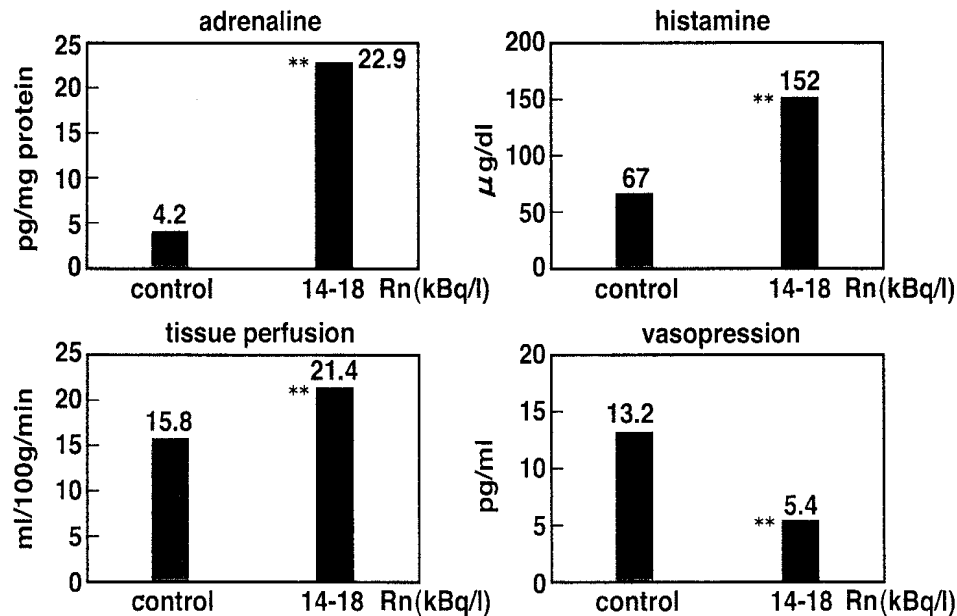 adrenaline
pg/mg protein
25
20
15
10
5
0
4.2
** 22.9
control 14-18 Rn(kBq/l)
histamine
μg/dl
200
150
100
50
0
67
152
**
control 14-18 Rn(kBq/l)
tissue perfusion
ml/100g/min
25
20
15
10
5
0
15.8
21.4
**
control 14-18 Rn(kBq/l)
vasopression
pg/ml
20
15
10
5
0
13.2
5.4
**
control 14-18 Rn(kBq/l)